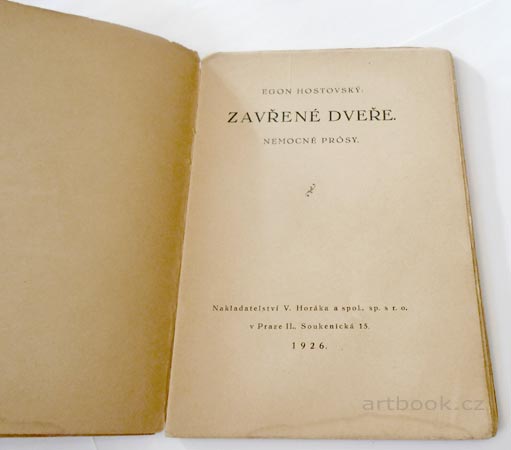 EGON HOSTOVSKÝ:
ZAVŘENÉ DVEŘE.
NEMOCNÉ PRÓSY.
Nakladatelství V. Horáka a spol., sp. s r. o.
v Praze II., Soukenická 15.
1926.
artbook.cz